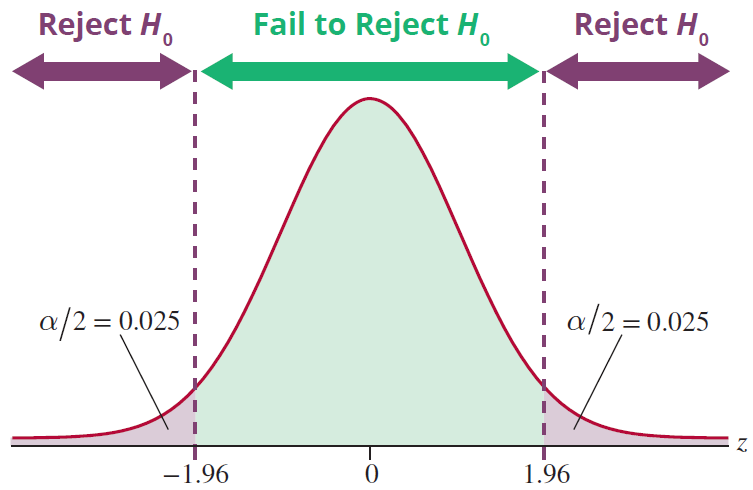 Reject H₀
Fail to Reject H₀
Reject H₀
α/2 = 0.025
α/2 = 0.025
z
−1.96
0
1.96